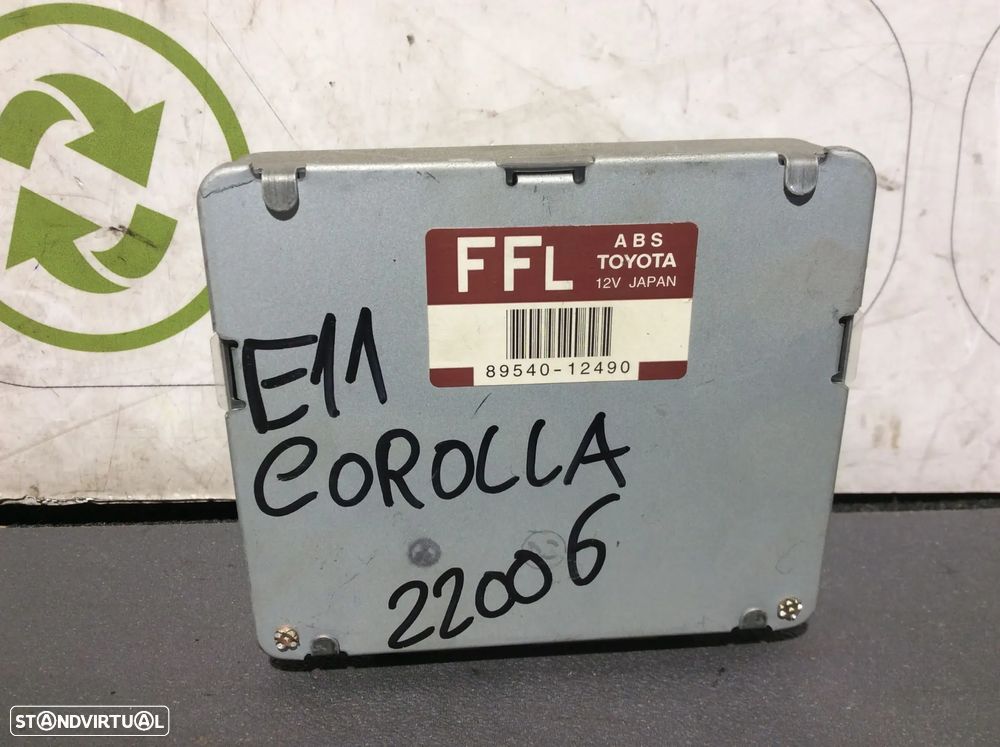 FFL
ABS
TOYOTA
12V JAPAN
89540-12490
E11
COROLLA
22006
STANDVIRTUAL